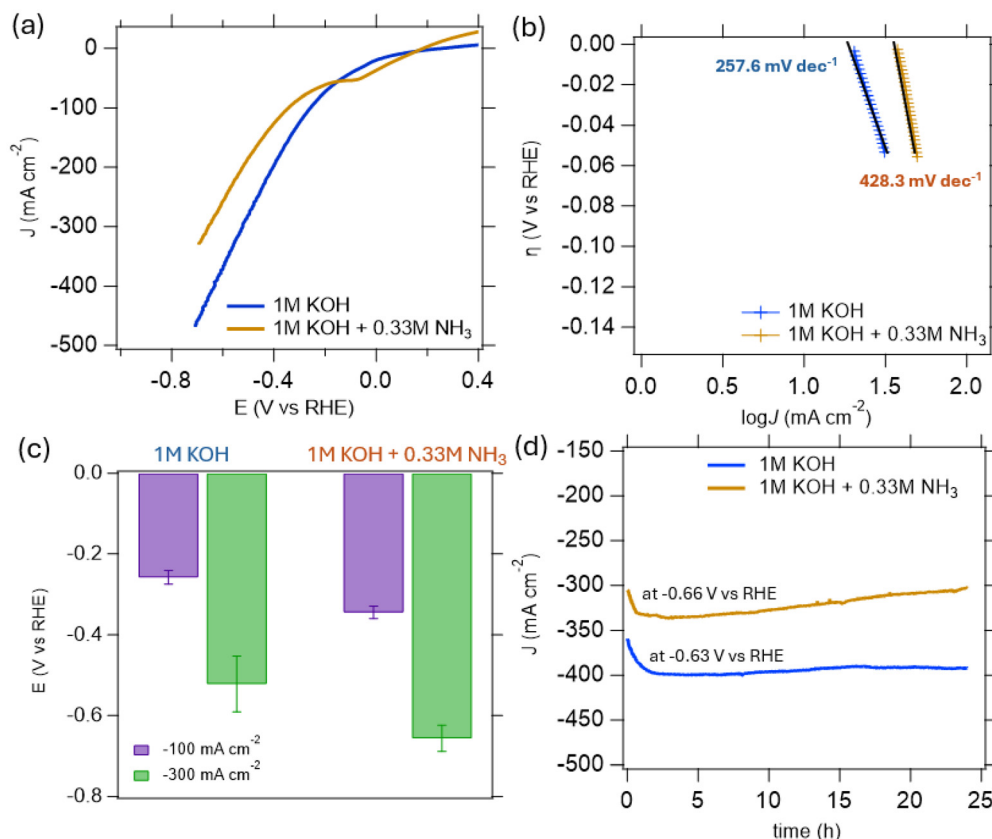 (a)
0
-100
-200
-300
-400
-500
J (mA cm⁻²)
1M KOH
1M KOH + 0.33M NH₃
-0.8
-0.4
0.0
0.4
E (V vs RHE)
(b)
0.00
-0.02
-0.04
-0.06
-0.08
-0.10
-0.12
-0.14
η (V vs RHE)
257.6 mV dec⁻¹
428.3 mV dec⁻¹
1M KOH
1M KOH + 0.33M NH₃
0.0
0.5
1.0
1.5
2.0
logJ (mA cm⁻²)
(c)
1M KOH
1M KOH + 0.33M NH₃
0.0
-0.2
-0.4
-0.6
-0.8
E (V vs RHE)
-100 mA cm⁻²
-300 mA cm⁻²
(d)
-150
-200
-250
-300
-350
-400
-450
-500
J (mA cm⁻²)
1M KOH
1M KOH + 0.33M NH₃
at -0.66 V vs RHE
at -0.63 V vs RHE
0
5
10
15
20
25
time (h)